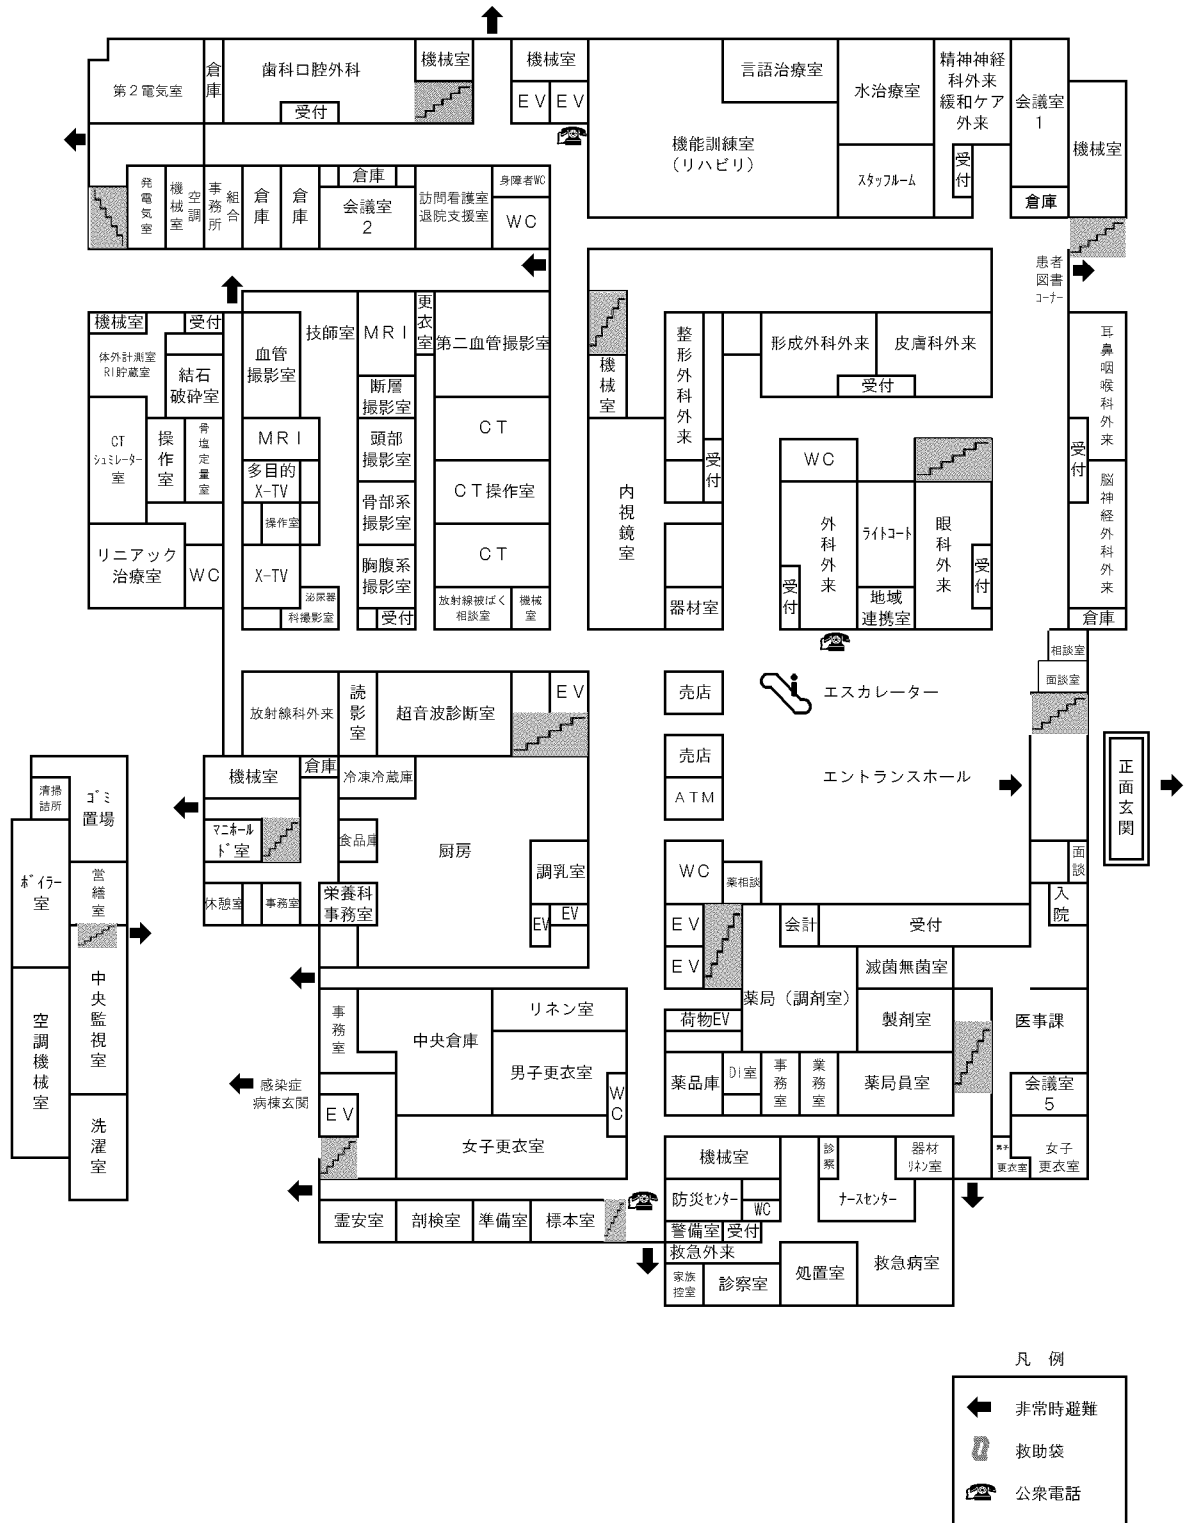 第２電気室
倉
庫
歯科口腔外科
受付
機械室
機械室
ＥＶ
ＥＶ
言語治療室
機能訓練室
（リハビリ）
水治療室
スタッフルーム
精神神経
科外来
緩和ケア
外来
受
付
会議室
1
倉庫
機械室
発
電
気
室
機
械
室
空
調
事
務
所
組
合
倉
庫
倉
庫
倉庫
会議室
2
訪問看護室
退院支援室
身障者WC
ＷＣ
患者
図書
コーナー
機械室
受付
体外計測室
RI貯蔵室
結石
破砕室
血管
撮影室
技師室
ＭＲＩ
更
衣
室
第二血管撮影室
断層
撮影室
機
械
室
整
形
外
科
外
来
受
付
形成外科外来
皮膚科外来
受付
耳
鼻
咽
喉
科
外
来
受
付
CT
シュミレーター
室
操
作
室
骨
塩
定
量
室
ＭＲＩ
多目的
X-TV
操作室
頭部
撮影室
骨部系
撮影室
ＣＴ
ＣＴ操作室
ＣＴ
内
視
鏡
室
ＷＣ
外
科
外
来
受
付
ライトコート
地域
連携室
眼
科
外
来
受
付
脳
神
経
外
科
外
来
倉庫
リニアック
治療室
ＷＣ
X-TV
泌尿器
科撮影室
胸腹系
撮影室
受付
放射線被ばく
相談室
機械
室
器材室
相談室
面談室
放射線科外来
読
影
室
超音波診断室
ＥＶ
売店
エスカレーター
売店
ＡＴＭ
エントランスホール
正
面
玄
関
清掃
詰所
ゴミ
置場
ボイラー
室
営
繕
室
中
央
監
視
室
空
調
機
械
室
洗
濯
室
機械室
倉庫
冷凍冷蔵庫
マニホール
ド室
食品庫
厨房
調乳室
EV
EV
休憩室
事務室
栄養科
事務室
ＷＣ
薬相談
ＥＶ
ＥＶ
会計
受付
面
談
入
院
滅菌無菌室
薬局（調剤室）
製剤室
荷物EV
医事課
事
務
室
中央倉庫
リネン室
男子更衣室
Ｗ
Ｃ
女子更衣室
感染症
病棟玄関
ＥＶ
薬品庫
DI室
事
務
室
業
務
室
薬局員室
会議室
5
男子
更衣室
女子
更衣室
機械室
診
察
器材
リネン室
ナースセンター
防災センター
WC
警備室
受付
霊安室
剖検室
準備室
標本室
救急外来
家族
控室
診察室
処置室
救急病室
凡　例
非常時避難
救助袋
公衆電話